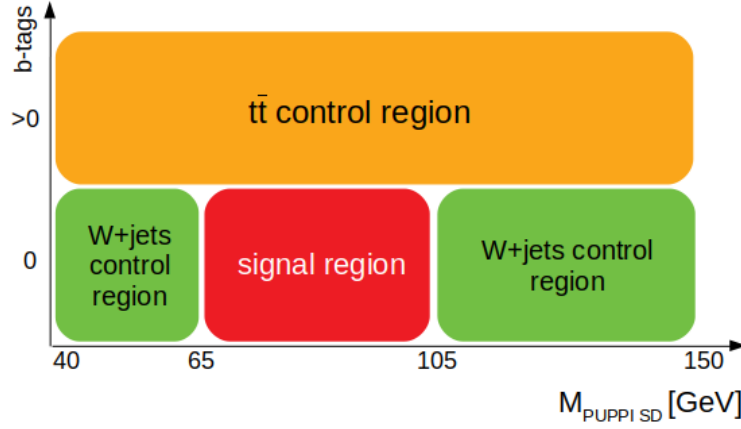 b-tags
>0
tt̄ control region
0
W+jets
control
region
signal region
W+jets control
region
40
65
105
150
M_PUPPI SD [GeV]